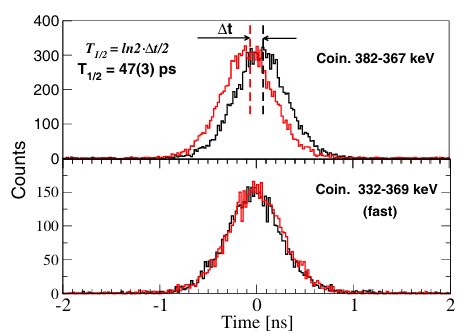 400
300
200
100
0
Δt
T1/2 = ln2·Δt/2
T1/2 = 47(3) ps
Coin. 382-367 keV
Counts
150
100
50
0
Coin. 332-369 keV
(fast)
-2
-1
0
1
2
Time [ns]